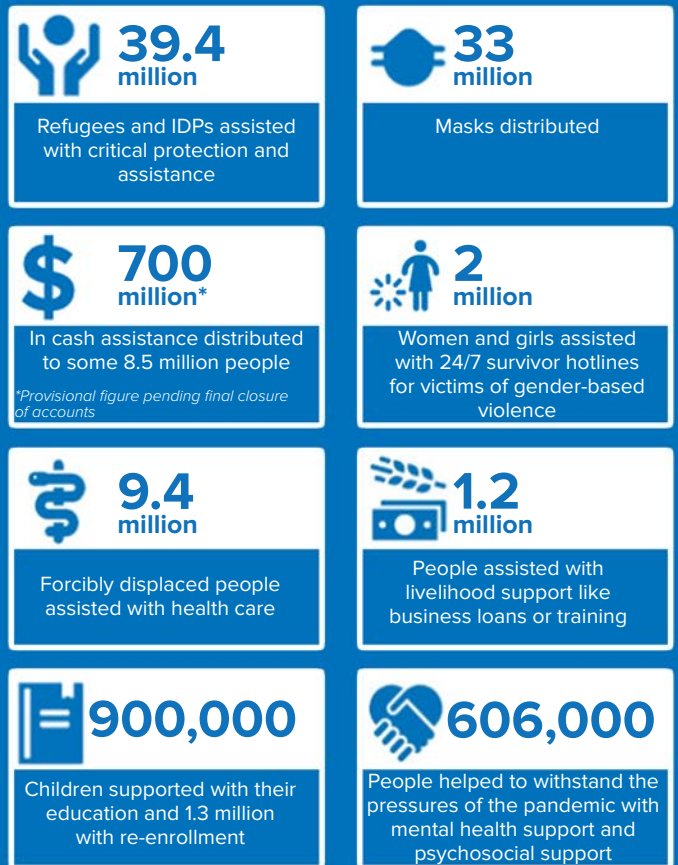 39.4
million
Refugees and IDPs assisted
with critical protection and
assistance
33
million
Masks distributed
$
700
million*
In cash assistance distributed
to some 8.5 million people
*Provisional figure pending final closure
of accounts
2
million
Women and girls assisted
with 24/7 survivor hotlines
for victims of gender-based
violence
9.4
million
Forcibly displaced people
assisted with health care
1.2
million
People assisted with
livelihood support like
business loans or training
900,000
Children supported with their
education and 1.3 million
with re-enrollment
606,000
People helped to withstand the
pressures of the pandemic with
mental health support and
psychosocial support